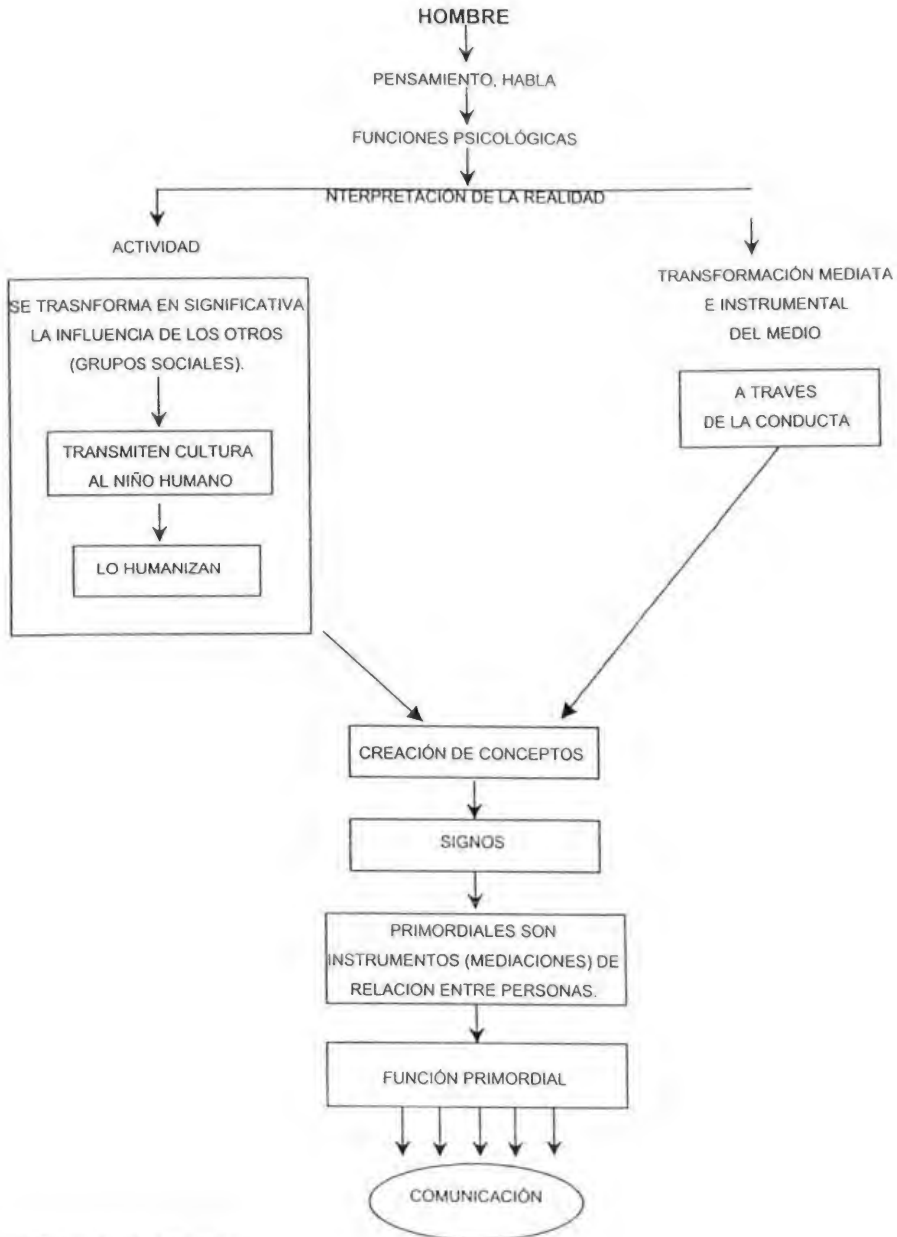 HOMBRE
PENSAMIENTO, HABLA
FUNCIONES PSICOLÓGICAS
NTERPRETACIÓN DE LA REALIDAD
ACTIVIDAD
SE TRASNFORMA EN SIGNIFICATIVA
LA INFLUENCIA DE LOS OTROS
(GRUPOS SOCIALES).
TRANSMITEN CULTURA
AL NIÑO HUMANO
LO HUMANIZAN
TRANSFORMACIÓN MEDIATA
E INSTRUMENTAL
DEL MEDIO
A TRAVES
DE LA CONDUCTA
CREACIÓN DE CONCEPTOS
SIGNOS
PRIMORDIALES SON
INSTRUMENTOS (MEDIACIONES) DE
RELACION ENTRE PERSONAS.
FUNCIÓN PRIMORDIAL
COMUNICACIÓN